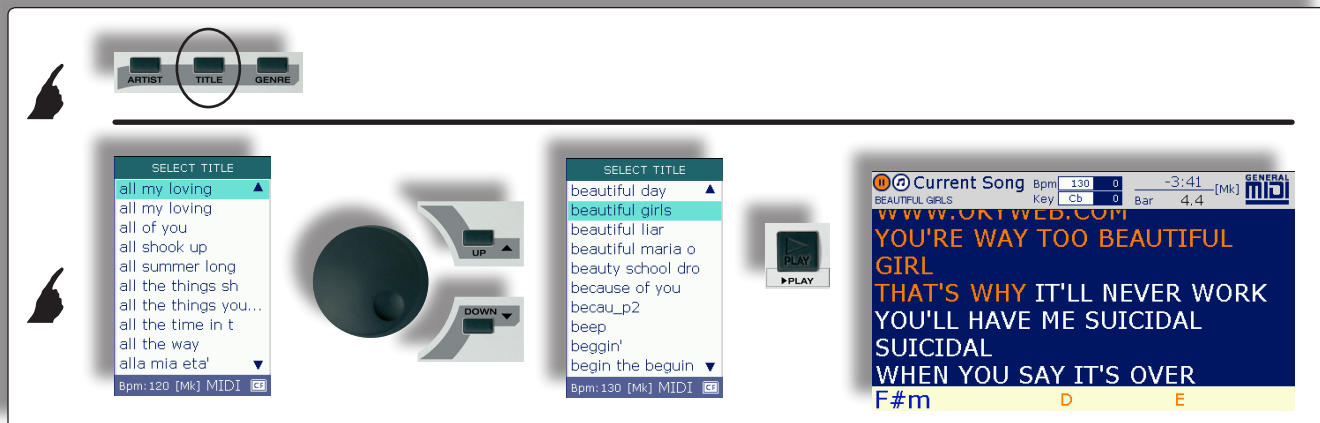 ARTIST TITLE GENRE
SELECT TITLE
all my loving
all my loving
all of you
all shook up
all summer long
all the things sh
all the things you...
all the time in t
all the way
alla mia eta'
Bpm:120 [Mk] MIDI CF
UP
DOWN
SELECT TITLE
beautiful day
beautiful girls
beautiful liar
beautiful maria o
beauty school dro
because of you
becau_p2
beep
beggin'
begin the beguin
Bpm:130 [Mk] MIDI CF
PLAY
PLAY
Current Song Bpm 130 0 -3:41 [Mk] GENERAL MIDI
BEAUTIFUL GIRLS Key Cb 0 Bar 4.4
WWW.OKYWEB.COM
YOU'RE WAY TOO BEAUTIFUL
GIRL
THAT'S WHY IT'LL NEVER WORK
YOU'LL HAVE ME SUICIDAL
SUICIDAL
WHEN YOU SAY IT'S OVER
F#m D E